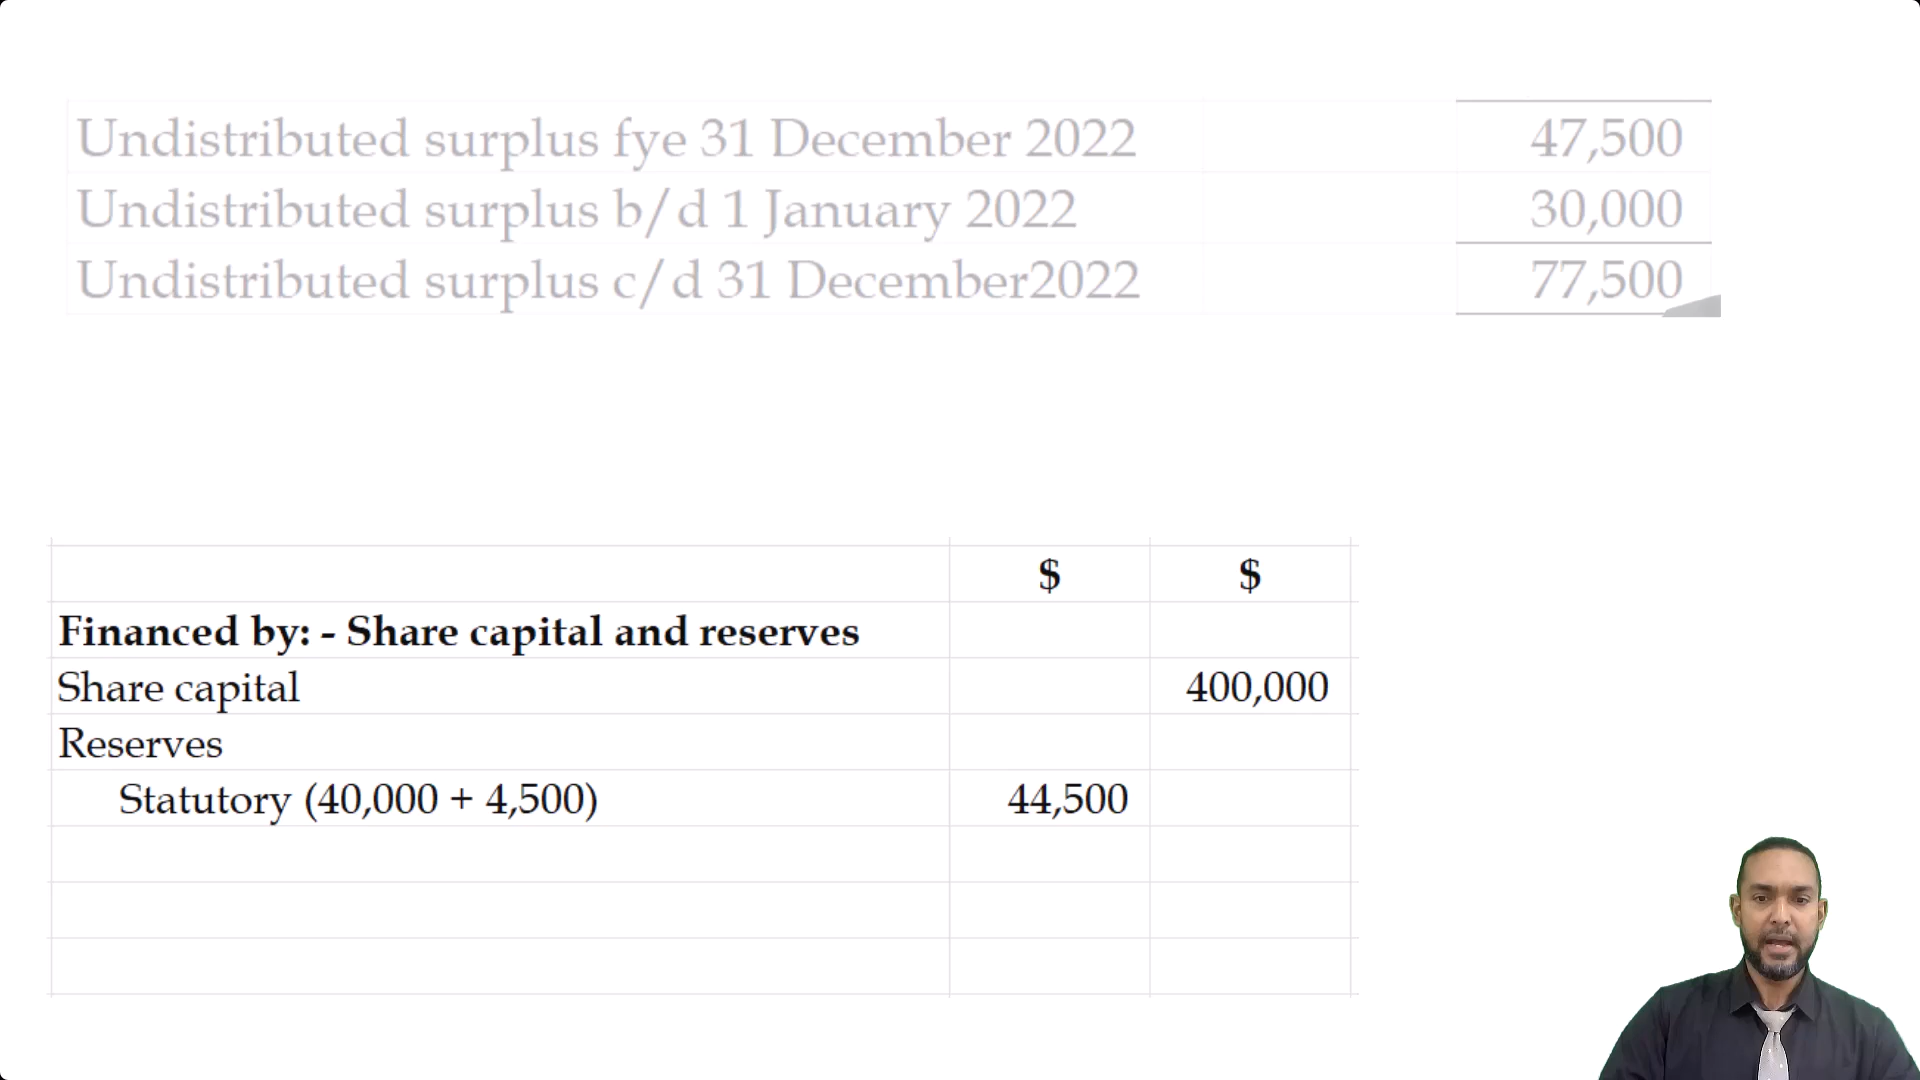 Undistributed surplus fye 31 December 2022 47,500
Undistributed surplus b/d 1 January 2022 30,000
Undistributed surplus c/d 31 December2022 77,500
$ $
Financed by: - Share capital and reserves
Share capital 400,000
Reserves
Statutory (40,000 + 4,500) 44,500